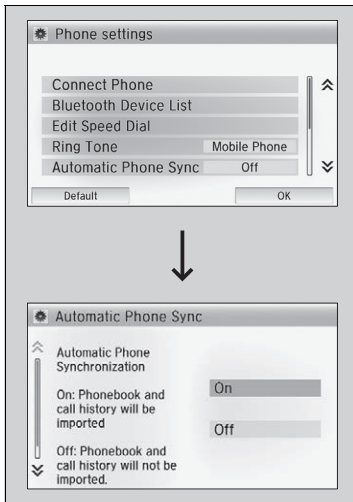 Phone settings
Connect Phone
Bluetooth Device List
Edit Speed Dial
Ring Tone Mobile Phone
Automatic Phone Sync Off
Default OK
Automatic Phone Sync
Automatic Phone
Synchronization
On: Phonebook and
call history will be
imported
Off: Phonebook and
call history will not be
imported.
On
Off